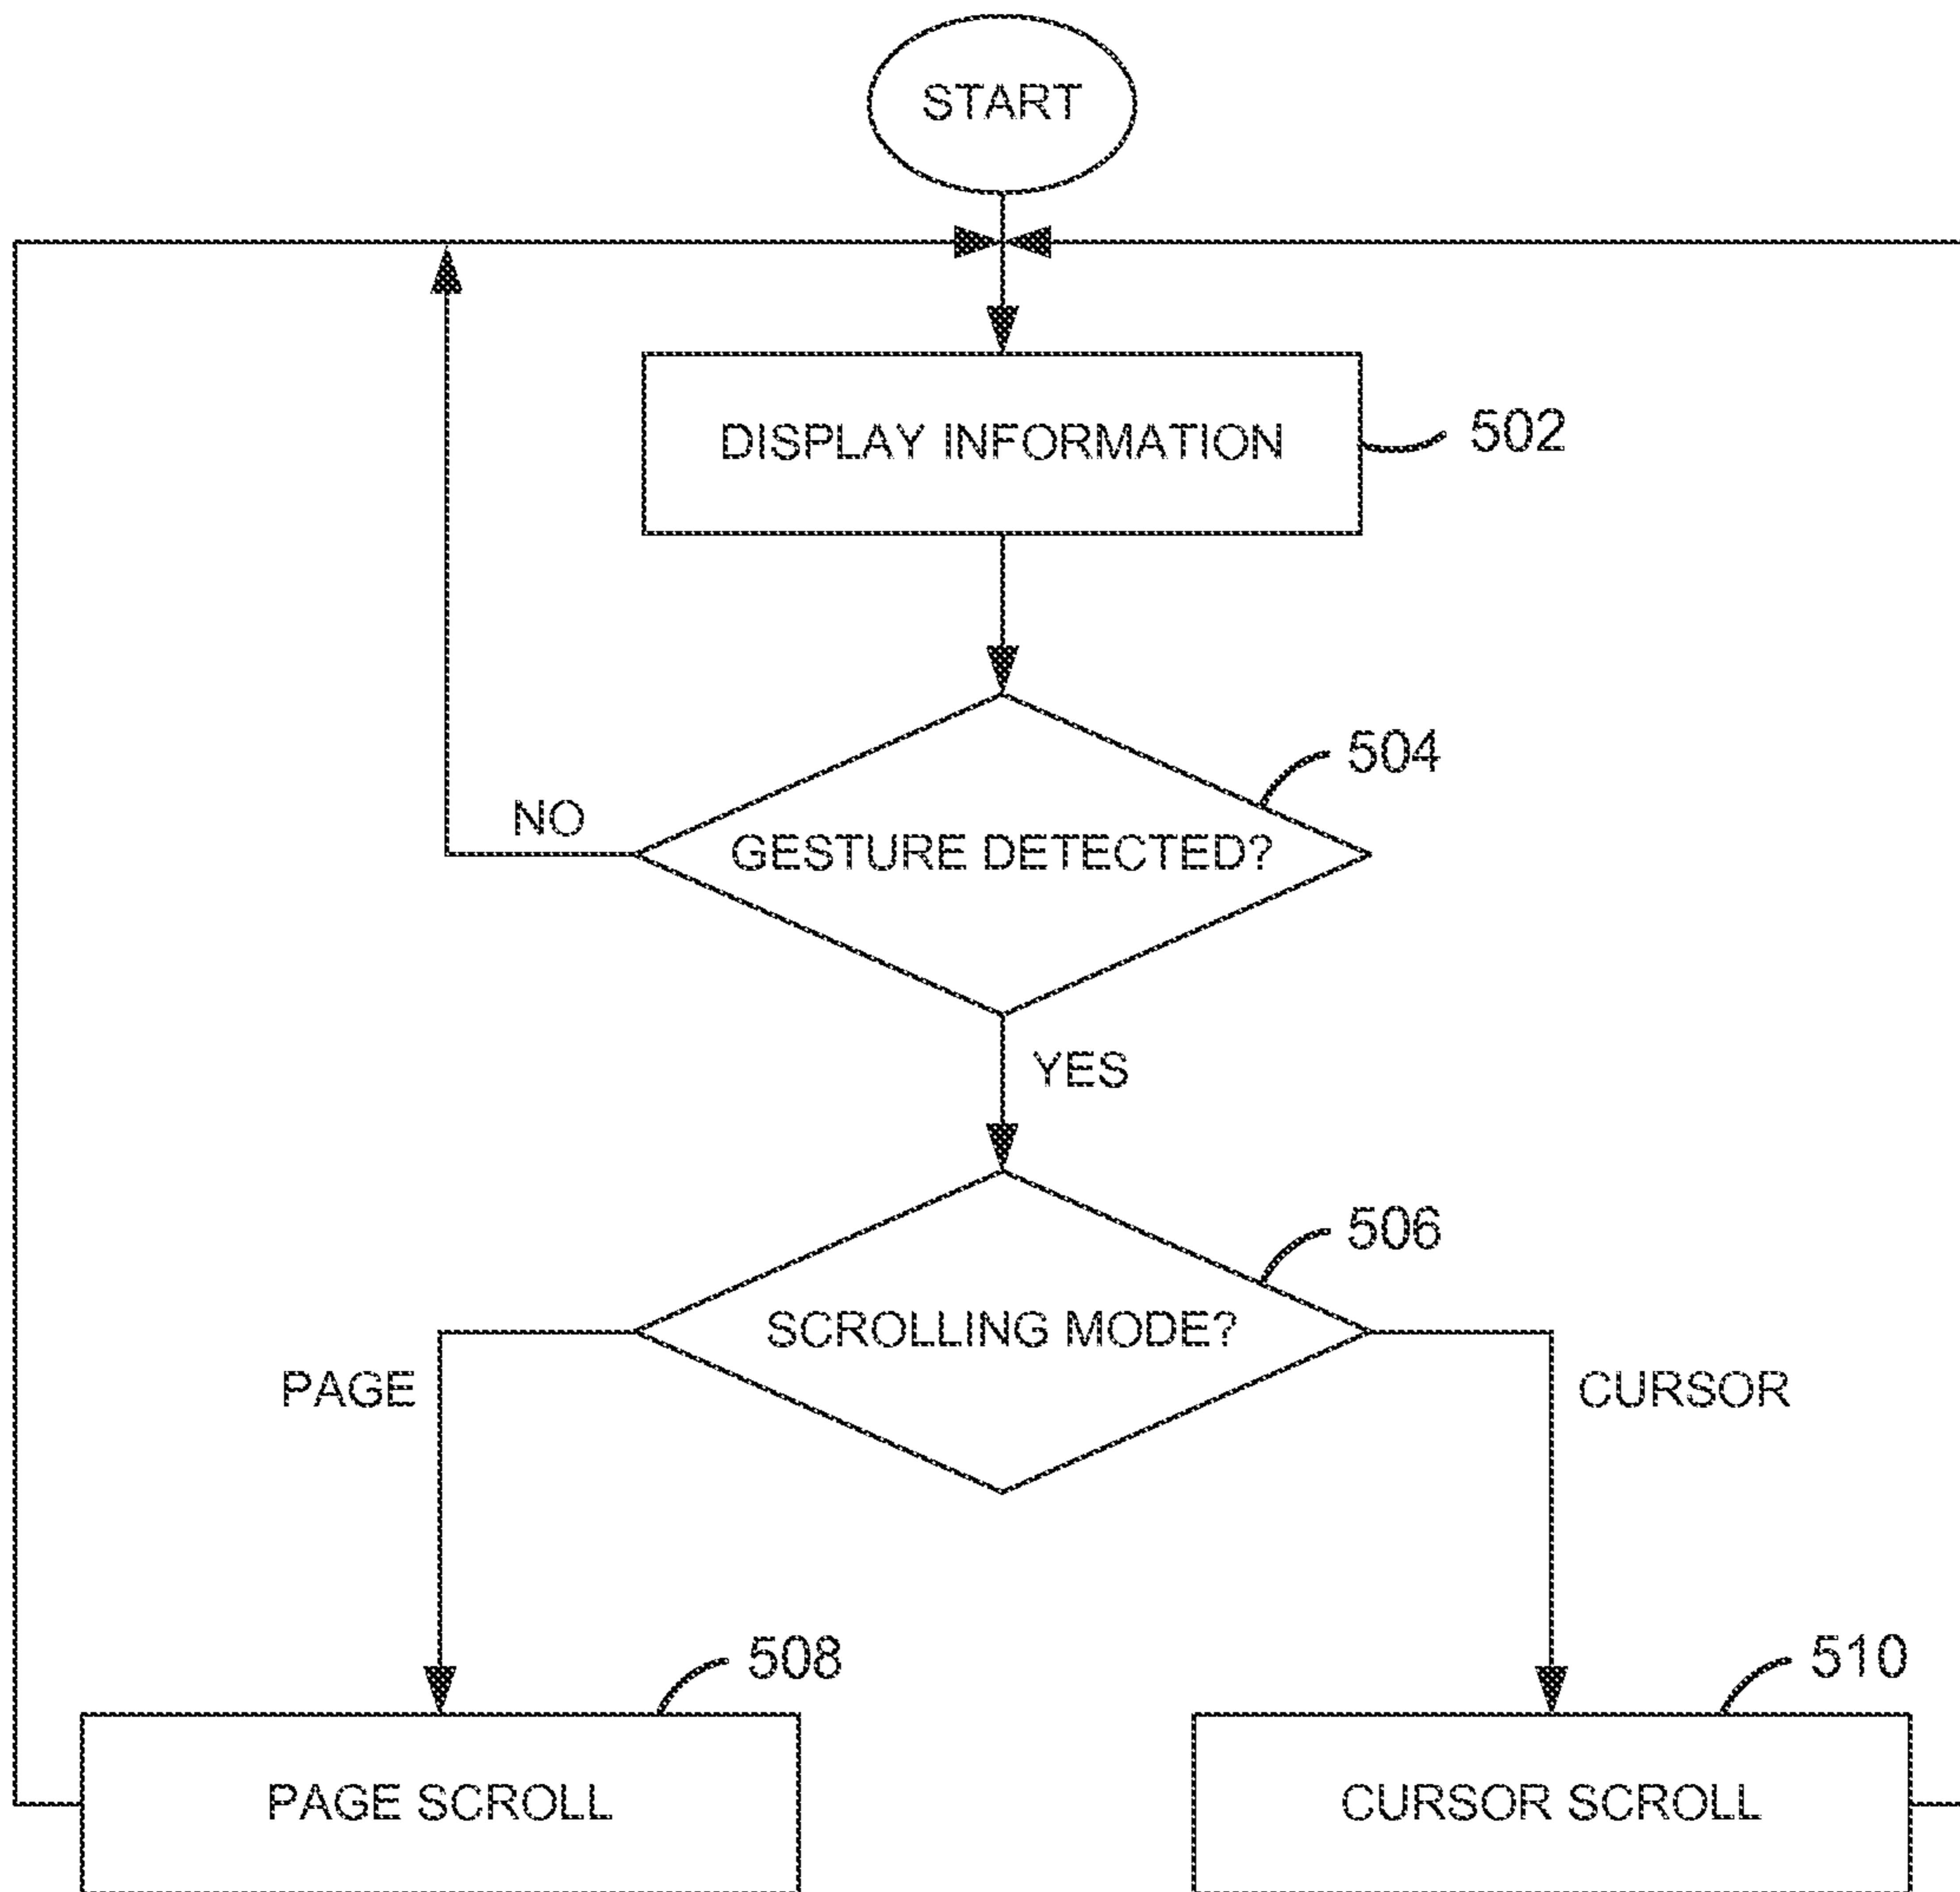 START
DISPLAY INFORMATION
502
504
NO
GESTURE DETECTED?
YES
506
SCROLLING MODE?
PAGE
CURSOR
508
510
PAGE SCROLL
CURSOR SCROLL